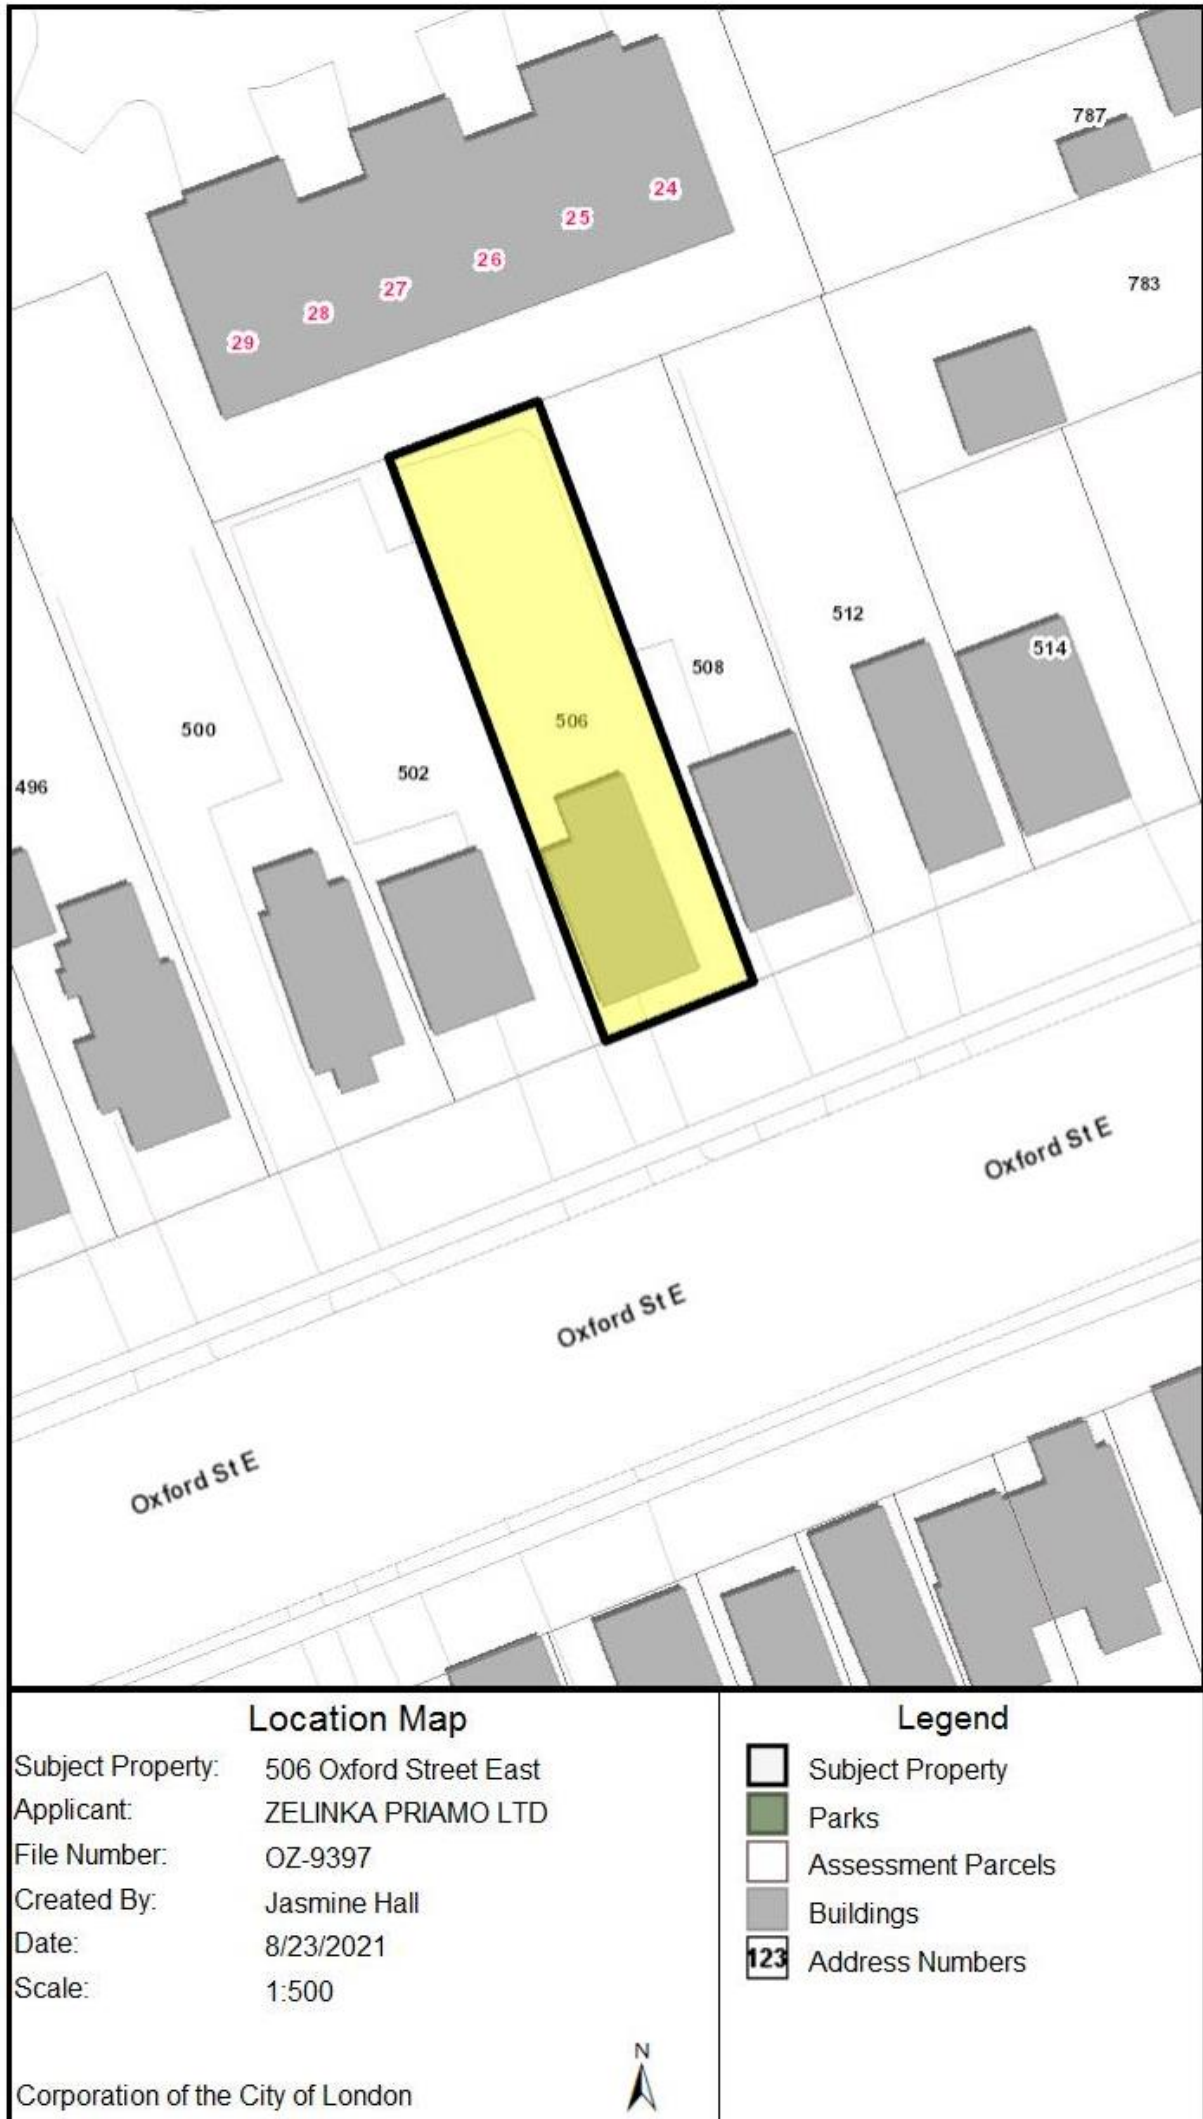 787
24
25
26
783
27
28
29
512
514
508
506
500
502
496
Oxford St E
Oxford St E
Oxford St E
Location Map
Subject Property: 506 Oxford Street East
Applicant: ZELINKA PRIAMO LTD
File Number: OZ-9397
Created By: Jasmine Hall
Date: 8/23/2021
Scale: 1:500
N
Corporation of the City of London
Legend
Subject Property
Parks
Assessment Parcels
Buildings
123 Address Numbers